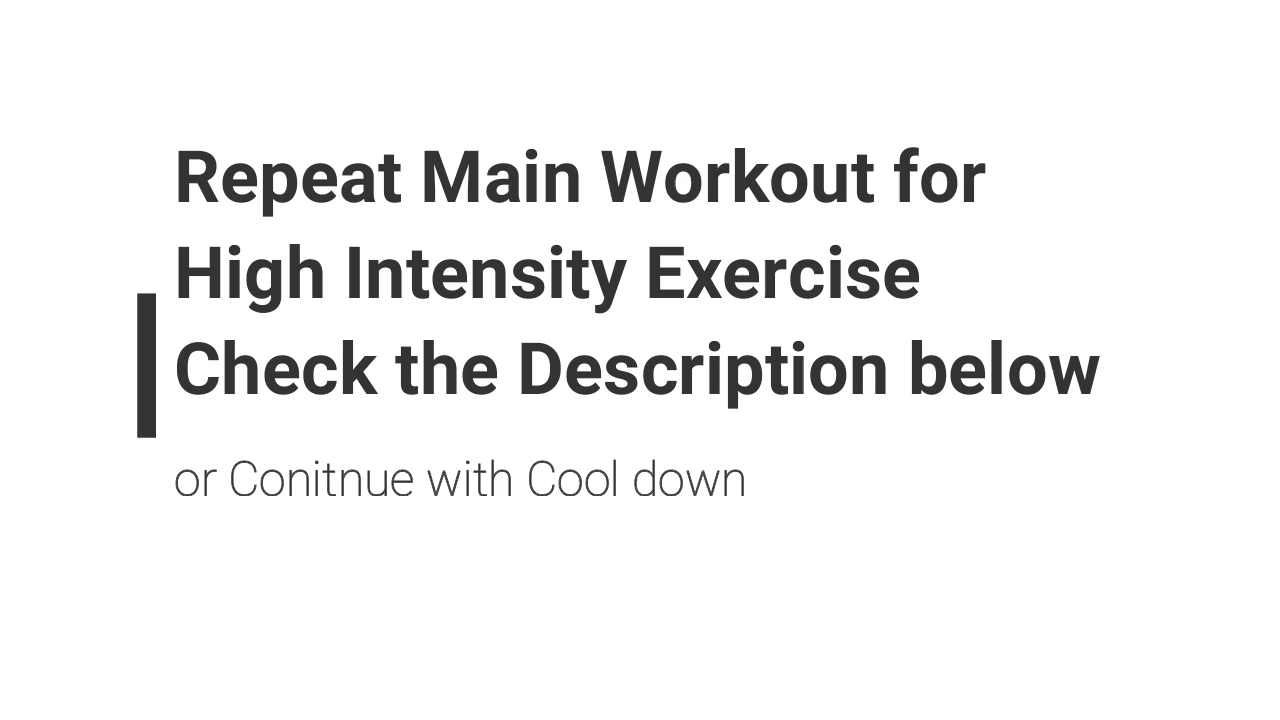 Repeat Main Workout for
High Intensity Exercise
Check the Description below
or Conitnue with Cool down